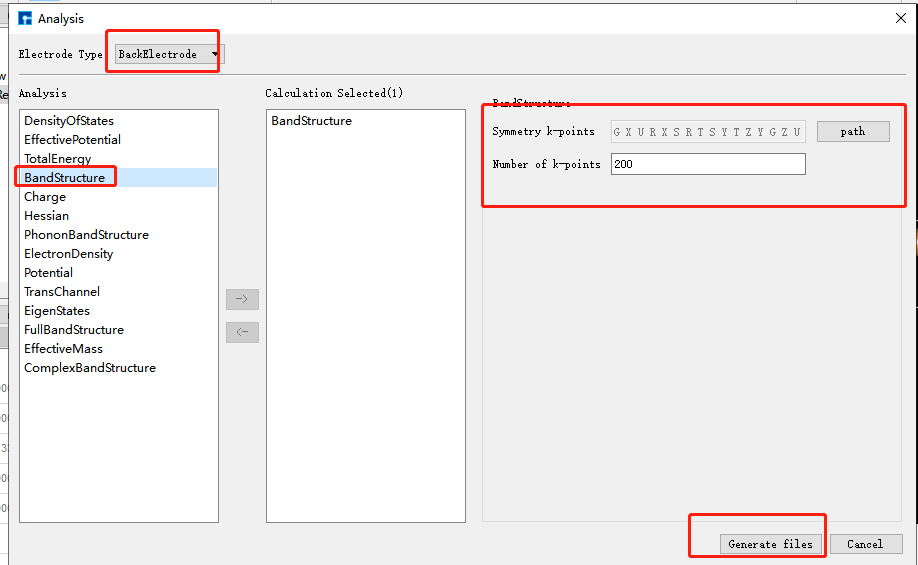 Analysis
Electrode Type
BackElectrode
Analysis
DensityOfStates
EffectivePotential
TotalEnergy
BandStructure
Charge
Hessian
PhononBandStructure
ElectronDensity
Potential
TransChannel
EigenStates
FullBandStructure
EffectiveMass
ComplexBandStructure
->
<-
Calculation Selected(1)
BandStructure
BandStructure
Symmetry k-points
G X U R X S R T S Y T Z Y G Z U
path
Number of k-points
200
Generate files
Cancel